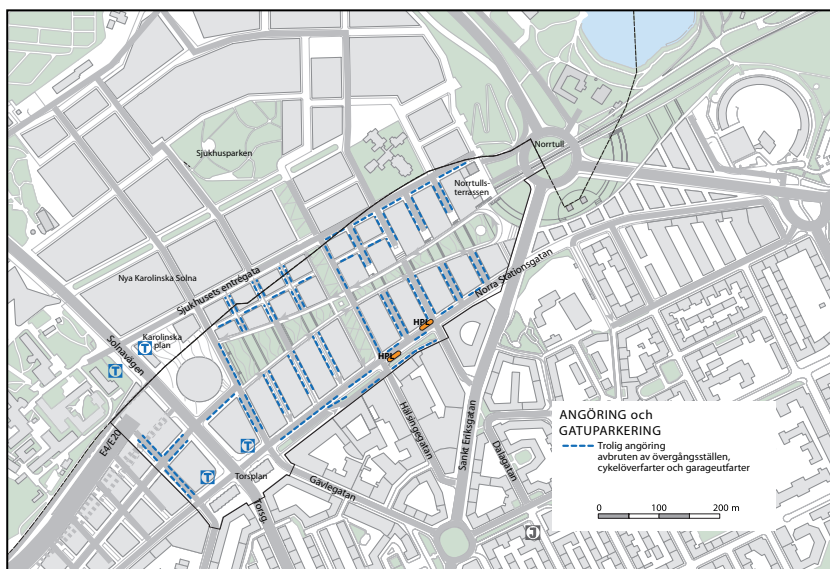 Norrtull
Sjukhusparken
Norrtulls-
terrassen
Nya Karolinska Solna
Sjukhusets entrégata
Norra Stationsgatan
HPL
HPL
Karolinska
plan
Solnavägen
T
T
T
T
E4/E20
Torsplan
Torsg
Gävlegatan
Hälsingegatan
Sankt Eriksgatan
Dalagatan
J
ANGÖRING och
GATUPARKERING
Trolig angöring
avbruten av övergångsställen,
cykelöverfarter och garageutfarter
0 100 200 m